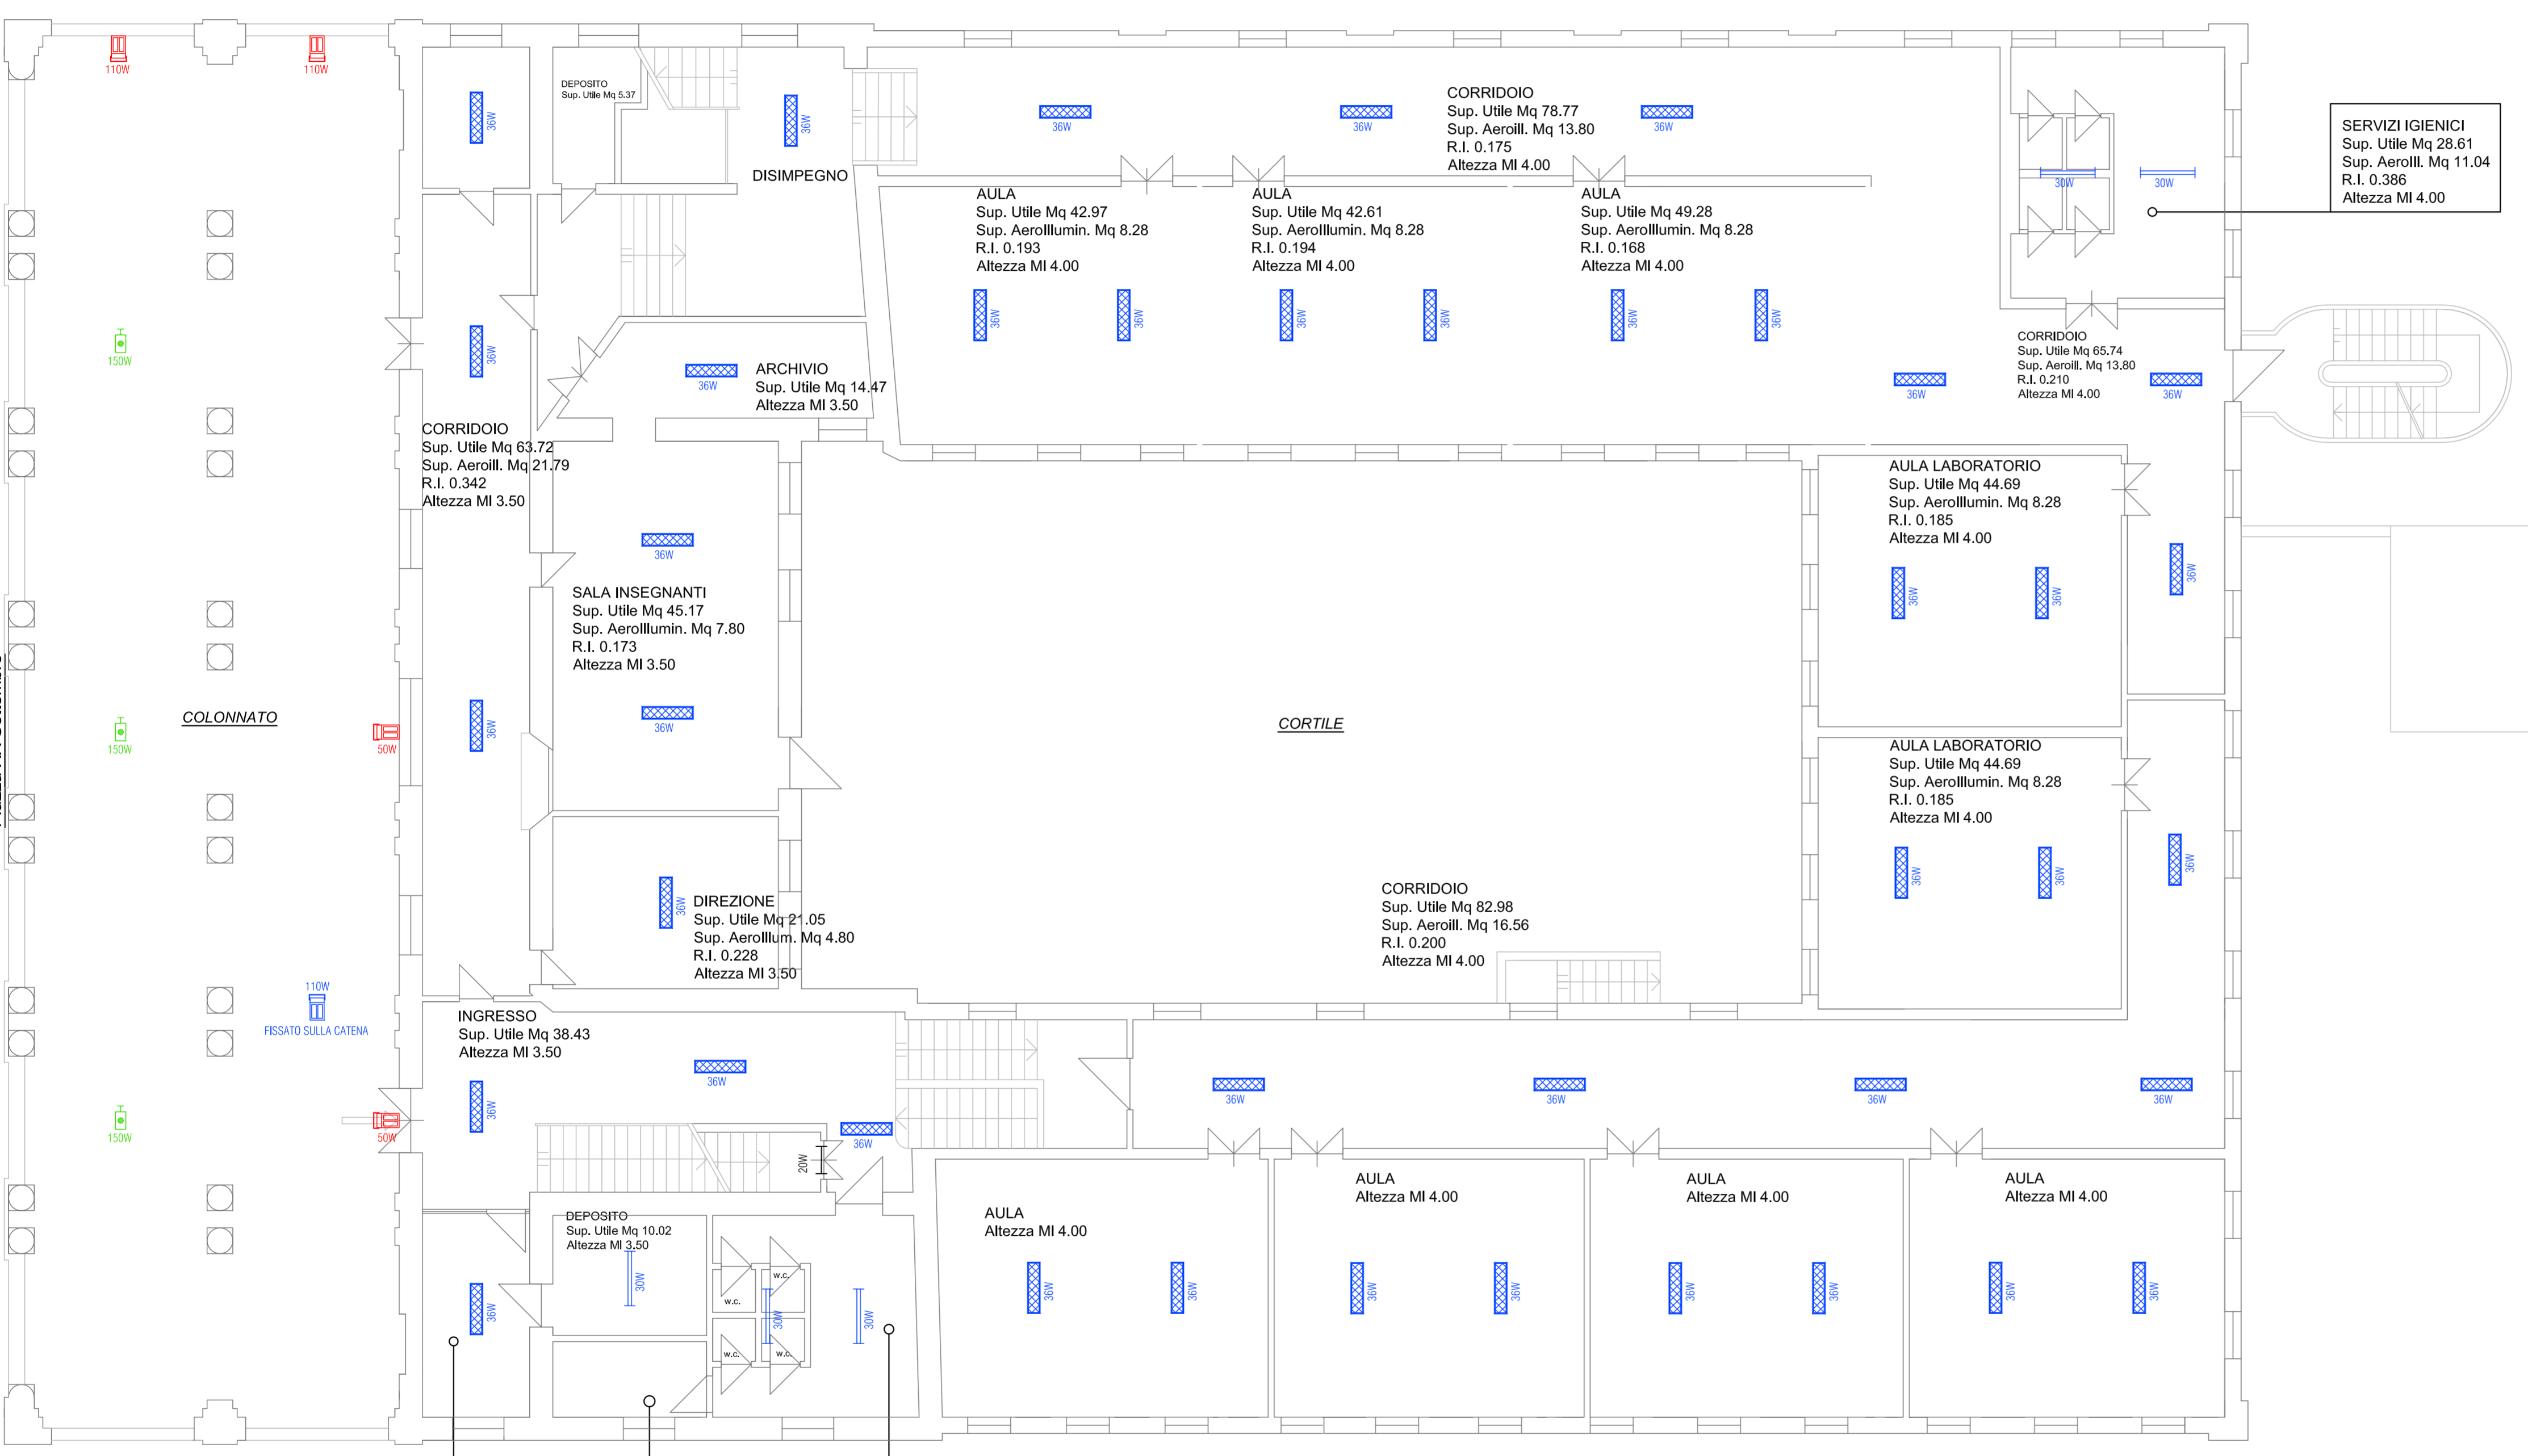 110W
110W
36W
DEPOSITO
Sup. Utile Mq 5.37
36W
DISIMPEGNO
36W
36W
36W
CORRIDOIO
Sup. Utile Mq 78.77
Sup. Aeroill. Mq 13.80
R.I. 0.175
Altezza Ml 4.00
30W
30W
SERVIZI IGIENICI
Sup. Utile Mq 28.61
Sup. AeroIll. Mq 11.04
R.I. 0.386
Altezza Ml 4.00
AULA
Sup. Utile Mq 42.97
Sup. AeroIllumin. Mq 8.28
R.I. 0.193
Altezza Ml 4.00
AULA
Sup. Utile Mq 42.61
Sup. AeroIllumin. Mq 8.28
R.I. 0.194
Altezza Ml 4.00
AULA
Sup. Utile Mq 49.28
Sup. AeroIllumin. Mq 8.28
R.I. 0.168
Altezza Ml 4.00
36W
36W
36W
36W
36W
36W
150W
36W
36W
ARCHIVIO
Sup. Utile Mq 14.47
Altezza Ml 3.50
36W
CORRIDOIO
Sup. Utile Mq 65.74
Sup. Aeroill. Mq 13.80
R.I. 0.210
Altezza Ml 4.00
36W
CORRIDOIO
Sup. Utile Mq 63.72
Sup. Aeroill. Mq 21.79
R.I. 0.342
Altezza Ml 3.50
36W
SALA INSEGNANTI
Sup. Utile Mq 45.17
Sup. AeroIllumin. Mq 7.80
R.I. 0.173
Altezza Ml 3.50
36W
AULA LABORATORIO
Sup. Utile Mq 44.69
Sup. AeroIllumin. Mq 8.28
R.I. 0.185
Altezza Ml 4.00
36W
36W
36W
COLONNATO
150W
50W
36W
CORTILE
AULA LABORATORIO
Sup. Utile Mq 44.69
Sup. AeroIllumin. Mq 8.28
R.I. 0.185
Altezza Ml 4.00
36W
36W
36W
36W
DIREZIONE
Sup. Utile Mq 21.05
Sup. AeroIllum. Mq 4.80
R.I. 0.228
Altezza Ml 3.50
CORRIDOIO
Sup. Utile Mq 82.98
Sup. Aeroill. Mq 16.56
R.I. 0.200
Altezza Ml 4.00
110W
FISSATO SULLA CATENA
INGRESSO
Sup. Utile Mq 38.43
Altezza Ml 3.50
36W
36W
36W
20W
150W
50W
36W
36W
36W
36W
DEPOSITO
Sup. Utile Mq 10.02
Altezza Ml 3.50
30W
36W
w.c.
w.c.
w.c.
w.c.
30W
30W
AULA
Altezza Ml 4.00
36W
36W
AULA
Altezza Ml 4.00
36W
36W
AULA
Altezza Ml 4.00
36W
36W
AULA
Altezza Ml 4.00
36W
36W